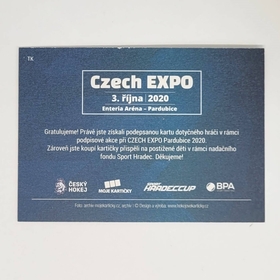 TK
Czech EXPO
3. října | 2020
Enteria Aréna – Pardubice
Gratulujeme! Právě jste získali podepsanou kartu dotyčného hráči v rámci
podpisové akce při CZECH EXPO Pardubice 2020.
Zároveň jste koupí kartičky přispěli na postižené děti v rámci nadačního
fondu Sport Hradec. Děkujeme!
ČESKÝ
HOKEJ
MOJE KARTIČKY
HRADECCUP
BPA